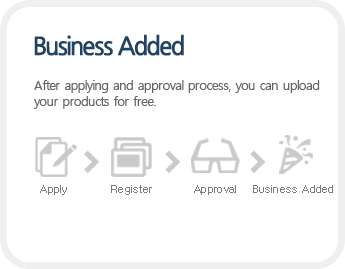 Business Added
After applying and approval process, you can upload
your products for free.
Apply
Register
Approval
Business Added